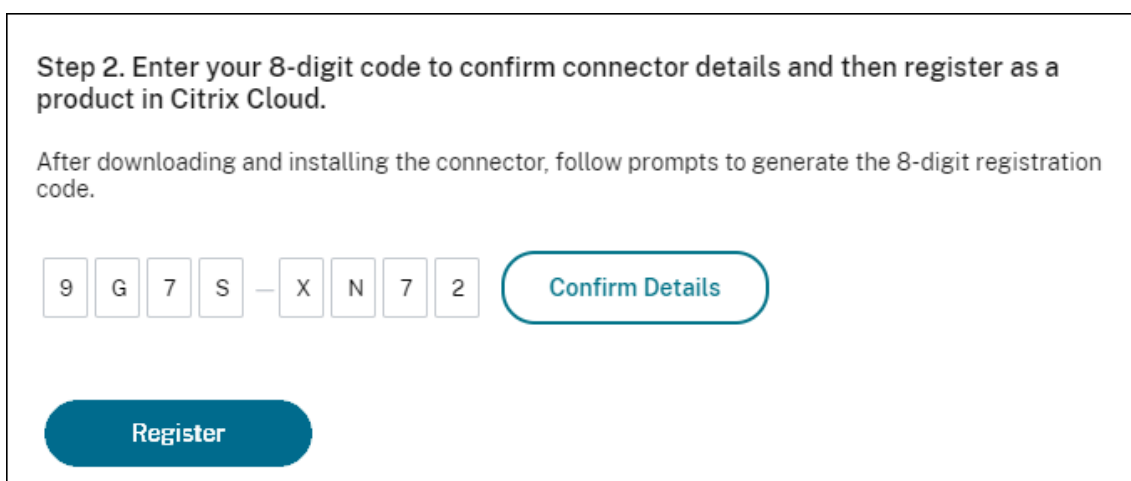 Step 2. Enter your 8-digit code to confirm connector details and then register as a
product in Citrix Cloud.
After downloading and installing the connector, follow prompts to generate the 8-digit registration
code.
9 G 7 S — X N 7 2 Confirm Details
Register